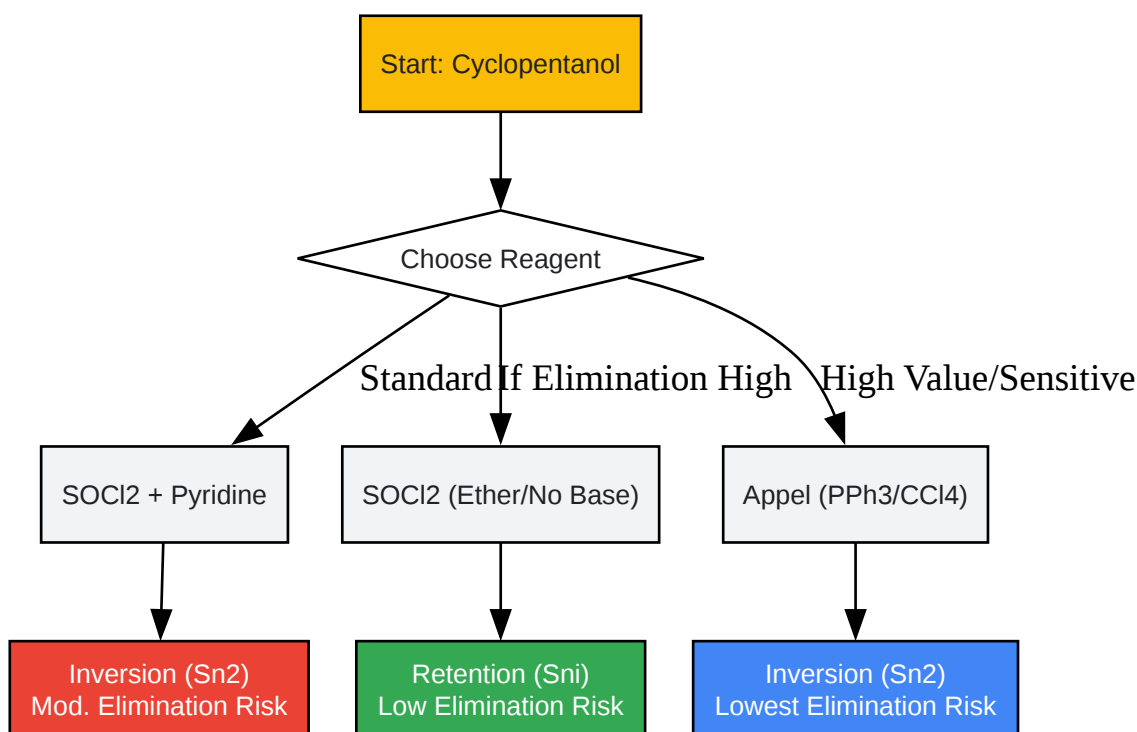 Start: Cyclopentanol
Choose Reagent
Standard
If Elimination High
High Value/Sensitive
SOCl2 + Pyridine
SOCl2 (Ether/No Base)
Appel (PPh3/CCl4)
Inversion (Sn2)
Mod. Elimination Risk
Retention (Sni)
Low Elimination Risk
Inversion (Sn2)
Lowest Elimination Risk